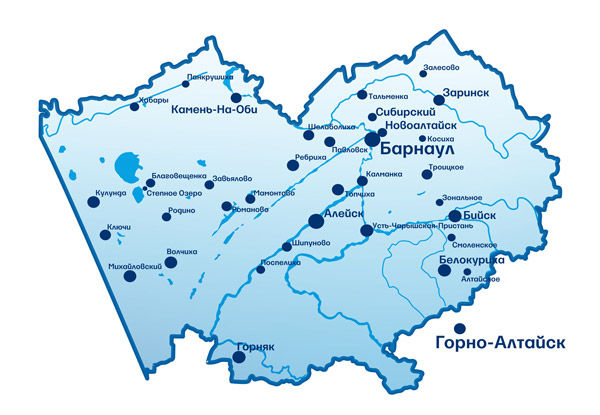 Залесово
Панкрушиха
Тальменка
Заринск
Хабары
Камень-На-Оби
Сибирский
Новоалтайск
Шелаболиха
Косиха
Павловск
Барнаул
Ребриха
Троицкое
Благовещенка
Завьялово
Калманка
Степное Озеро
Кулунда
Мамонтово
Топчиха
Зональное
Родино
Романово
Алейск
Бийск
Ключи
Усть-Чарышская-Пристань
Шипуново
Смоленское
Волчиха
Михайловский
Поспелиха
Белокуриха
Алтайское
Горняк
Горно-Алтайск